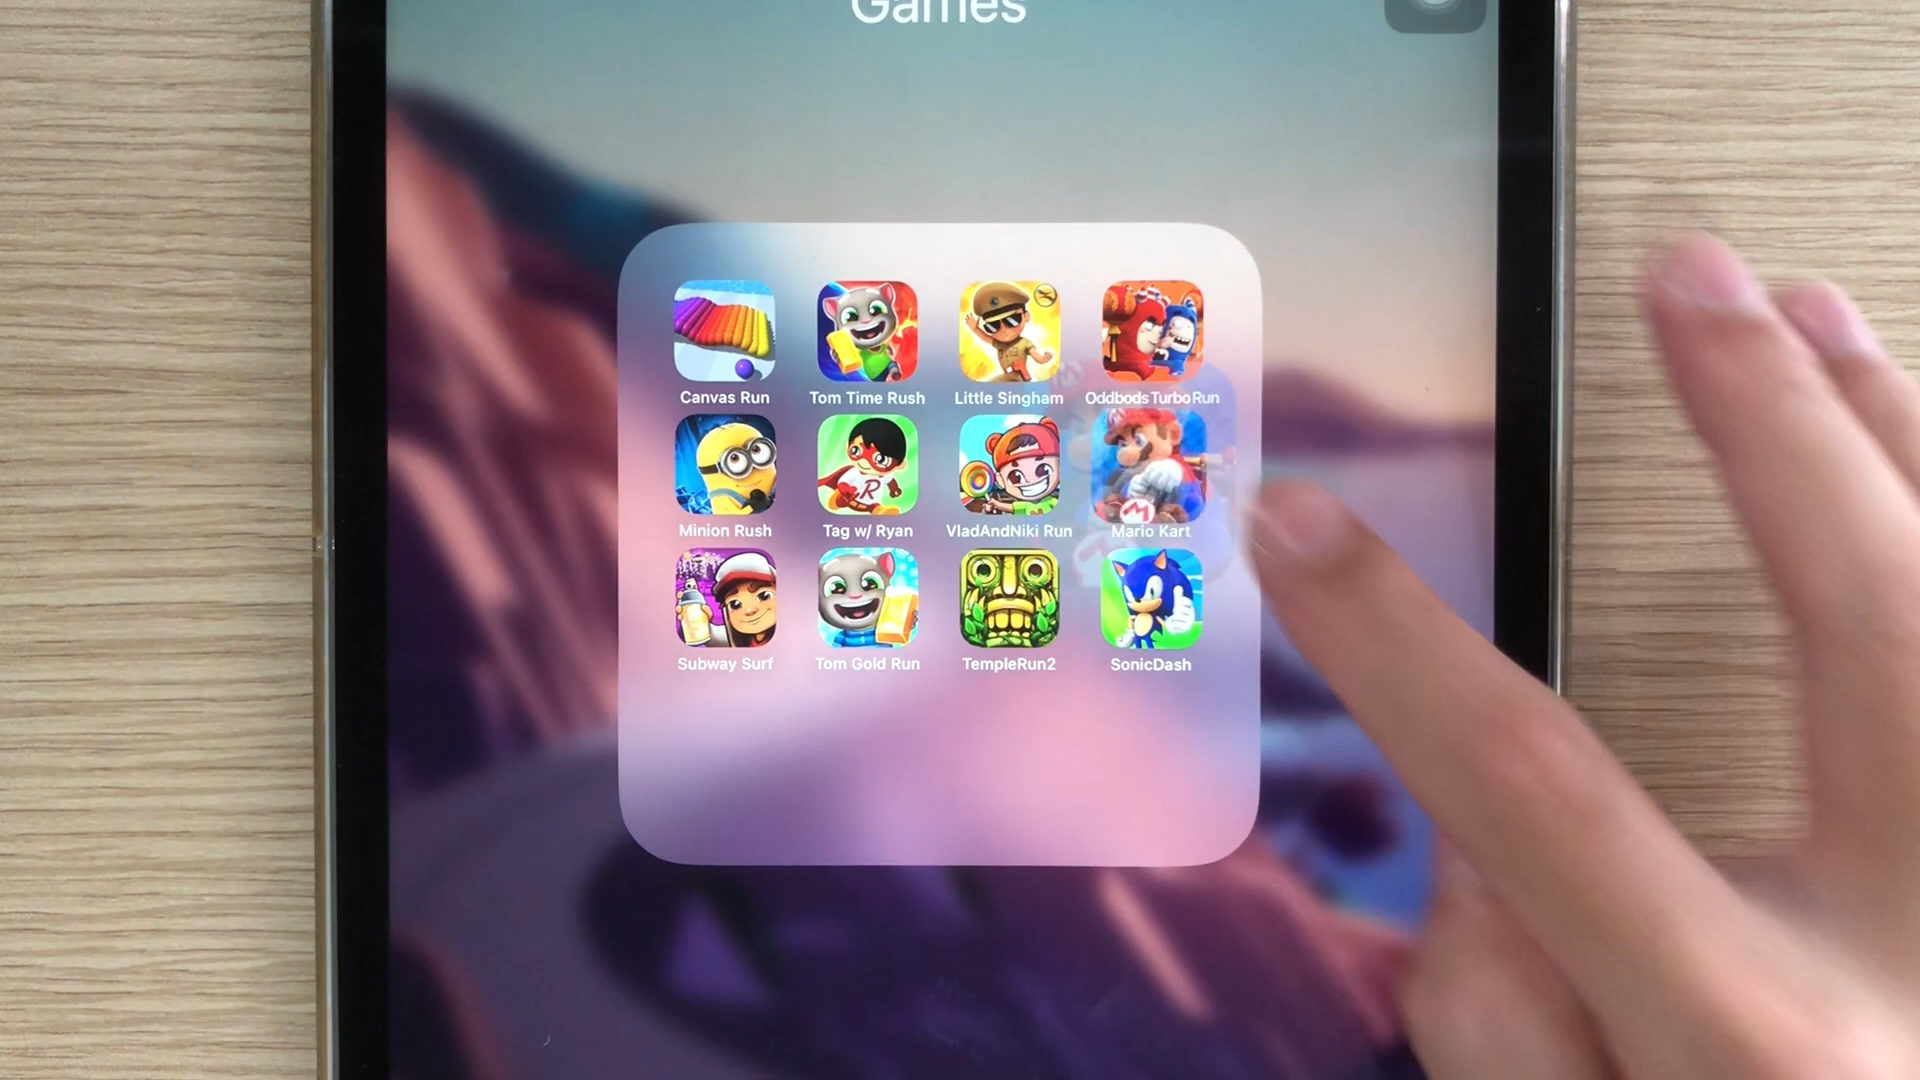 Games
Canvas Run
Tom Time Rush
Little Singham
Oddbods Turbo Run
Minion Rush
Tag w/ Ryan
VladAndNiki Run
Mario Kart
Subway Surf
Tom Gold Run
TempleRun2
SonicDash
R
M